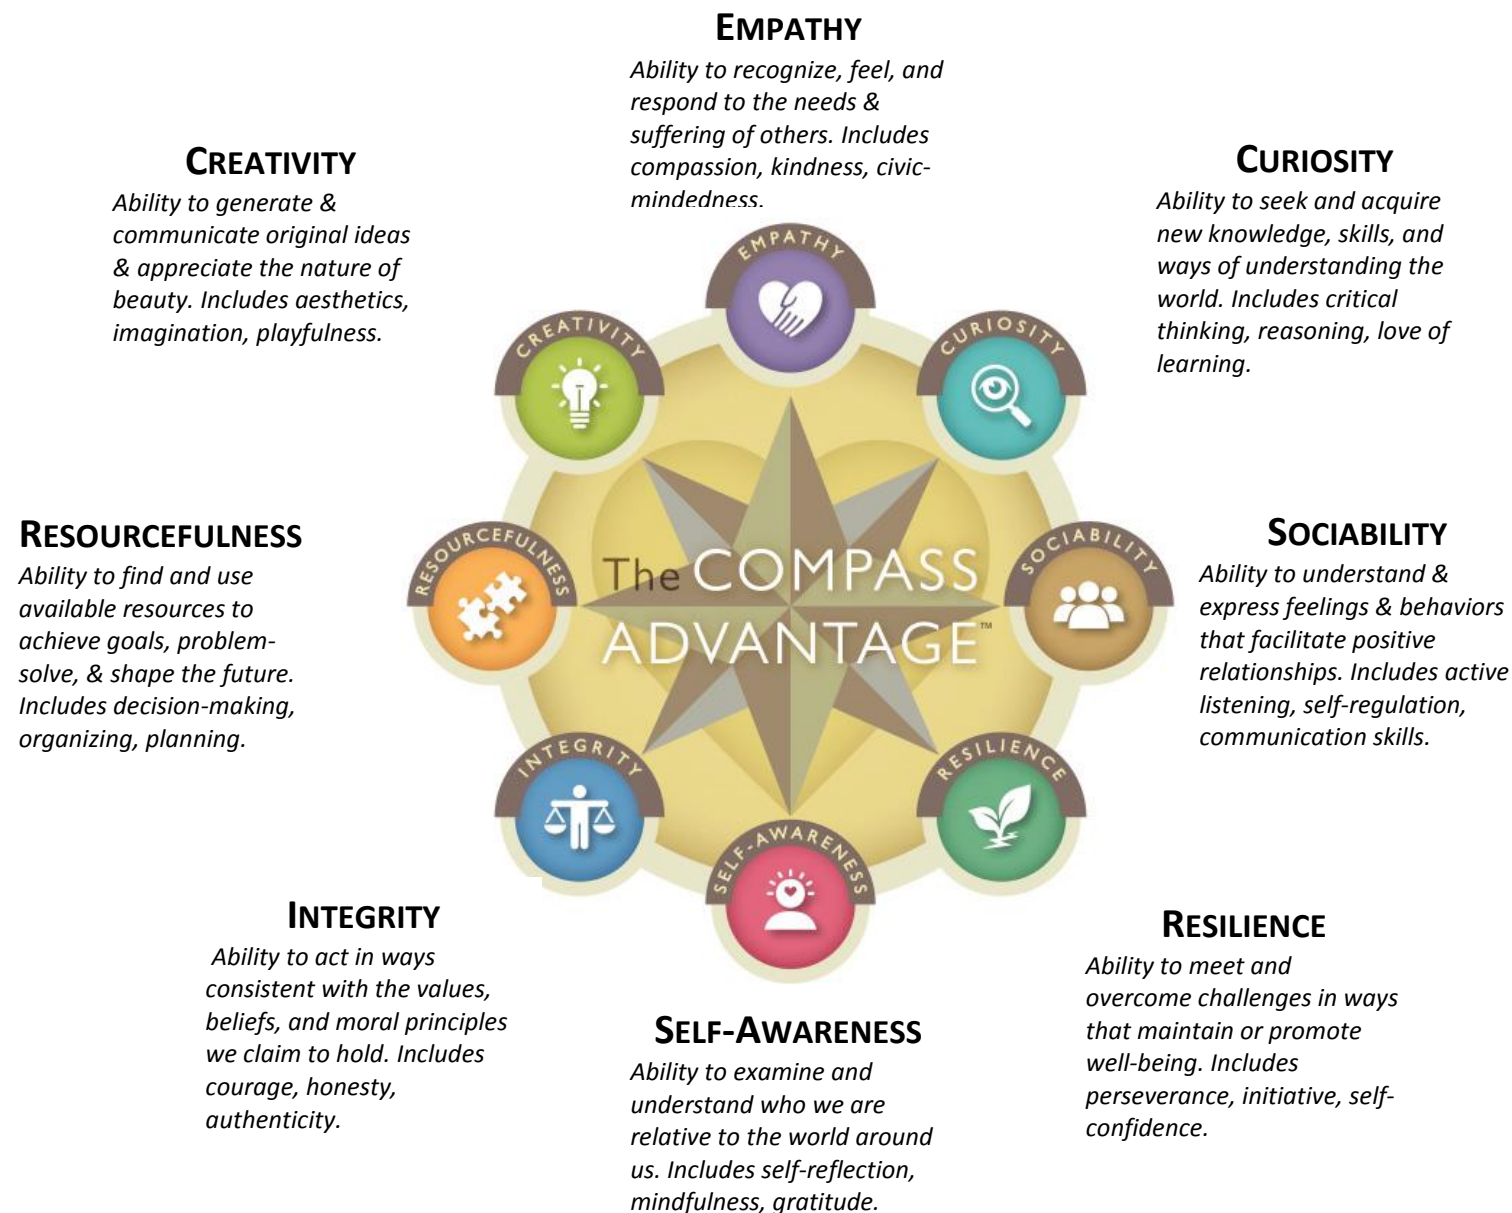 EMPATHY
Ability to recognize, feel, and
respond to the needs &
suffering of others. Includes
compassion, kindness, civic-
mindedness.
CREATIVITY
Ability to generate &
communicate original ideas
& appreciate the nature of
beauty. Includes aesthetics,
imagination, playfulness.
CURIOSITY
Ability to seek and acquire
new knowledge, skills, and
ways of understanding the
world. Includes critical
thinking, reasoning, love of
learning.
EMPATHY
CREATIVITY
CURIOSITY
RESOURCEFULNESS
Ability to find and use
available resources to
achieve goals, problem-
solve, & shape the future.
Includes decision-making,
organizing, planning.
RESOURCEFULNESS
The COMPASS
ADVANTAGE™
SOCIABILITY
SOCIABILITY
Ability to understand &
express feelings & behaviors
that facilitate positive
relationships. Includes active
listening, self-regulation,
communication skills.
INTEGRITY
RESILIENCE
SELF-AWARENESS
INTEGRITY
Ability to act in ways
consistent with the values,
beliefs, and moral principles
we claim to hold. Includes
courage, honesty,
authenticity.
SELF-AWARENESS
Ability to examine and
understand who we are
relative to the world around
us. Includes self-reflection,
mindfulness, gratitude.
RESILIENCE
Ability to meet and
overcome challenges in ways
that maintain or promote
well-being. Includes
perseverance, initiative, self-
confidence.